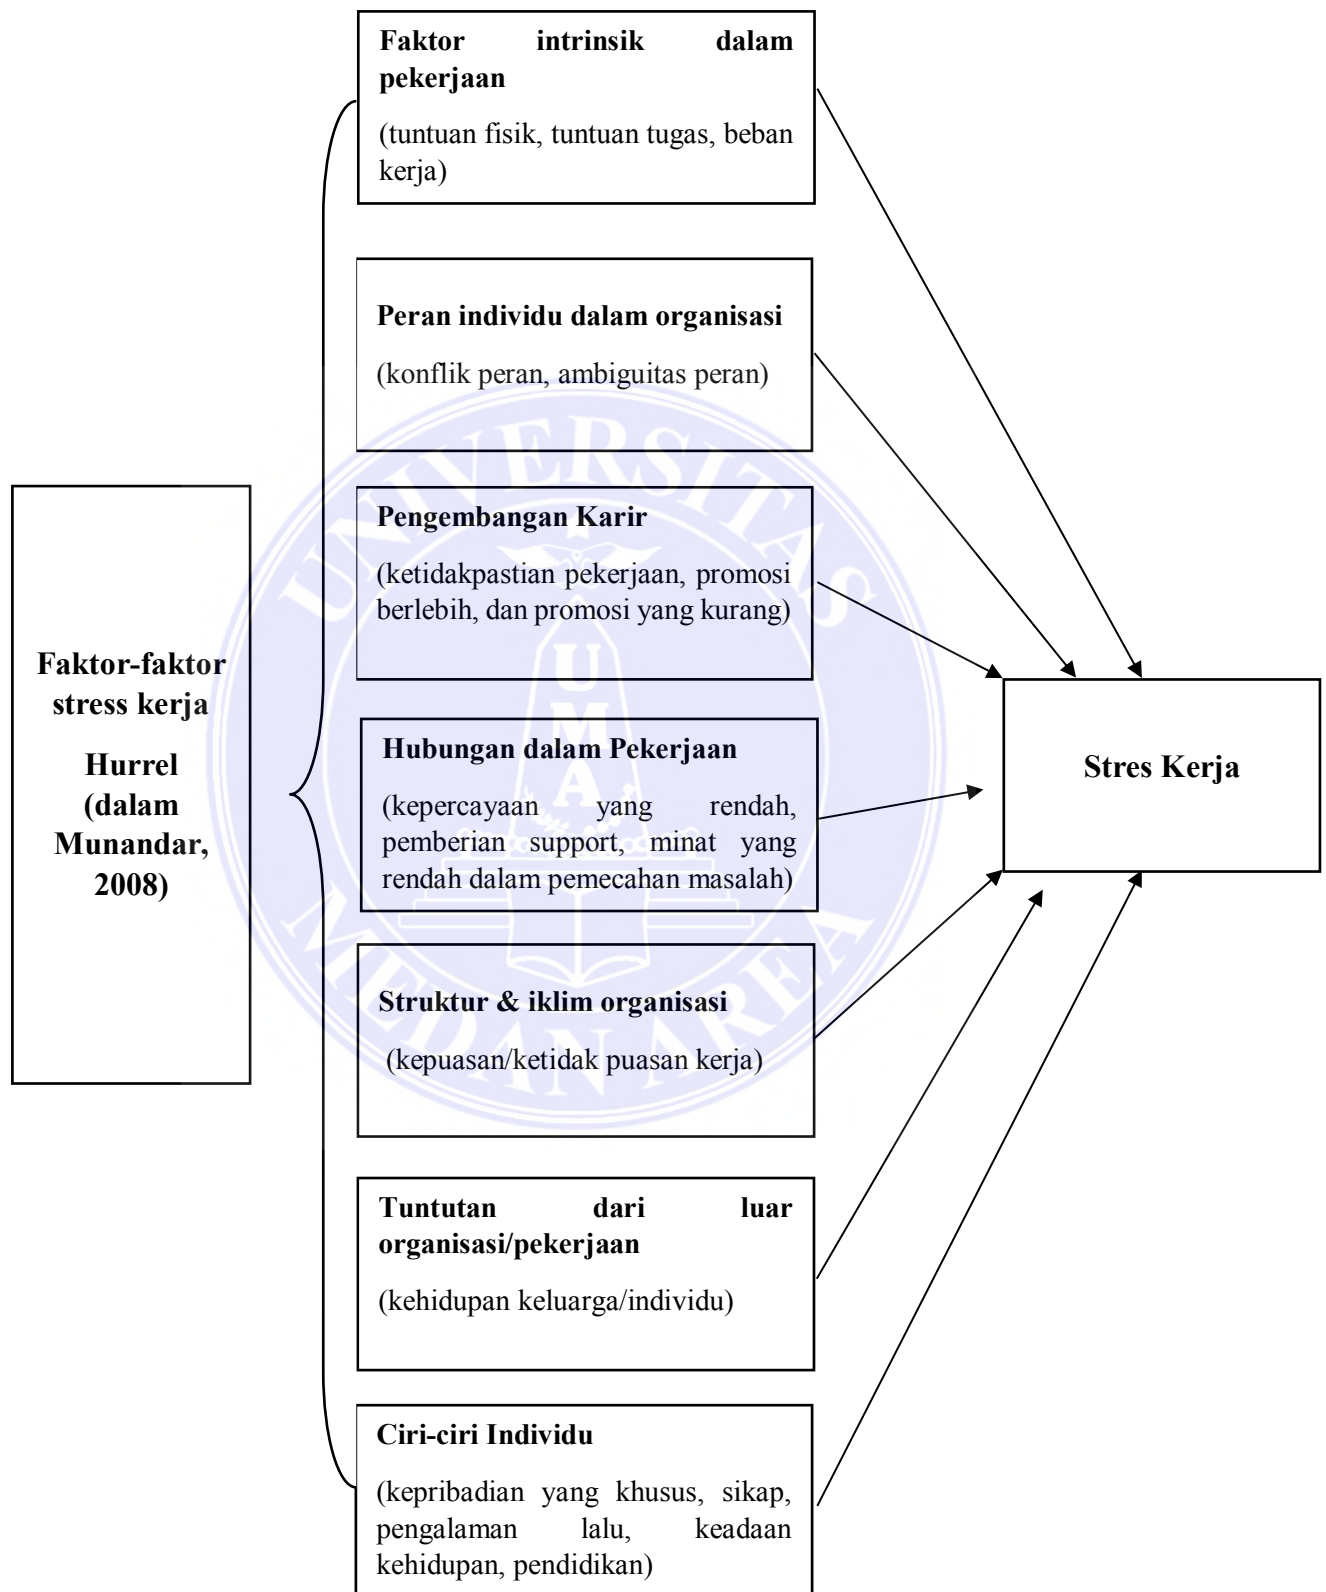 Faktor intrinsik dalam
pekerjaan
(tuntuan fisik, tuntuan tugas, beban
kerja)
Peran individu dalam organisasi
(konflik peran, ambiguitas peran)
Pengembangan Karir
(ketidakpastian pekerjaan, promosi
berlebih, dan promosi yang kurang)
Faktor-faktor
stress kerja
Hurrel
(dalam
Munandar,
2008)
Hubungan dalam Pekerjaan
(kepercayaan yang rendah,
pemberian support, minat yang
rendah dalam pemecahan masalah)
Stres Kerja
Struktur & iklim organisasi
(kepuasan/ketidak puasan kerja)
Tuntutan dari luar
organisasi/pekerjaan
(kehidupan keluarga/individu)
Ciri-ciri Individu
(kepribadian yang khusus, sikap,
pengalaman lalu, keadaan
kehidupan, pendidikan)
UNIVERSITAS
MEDAN AREA
U
M
A